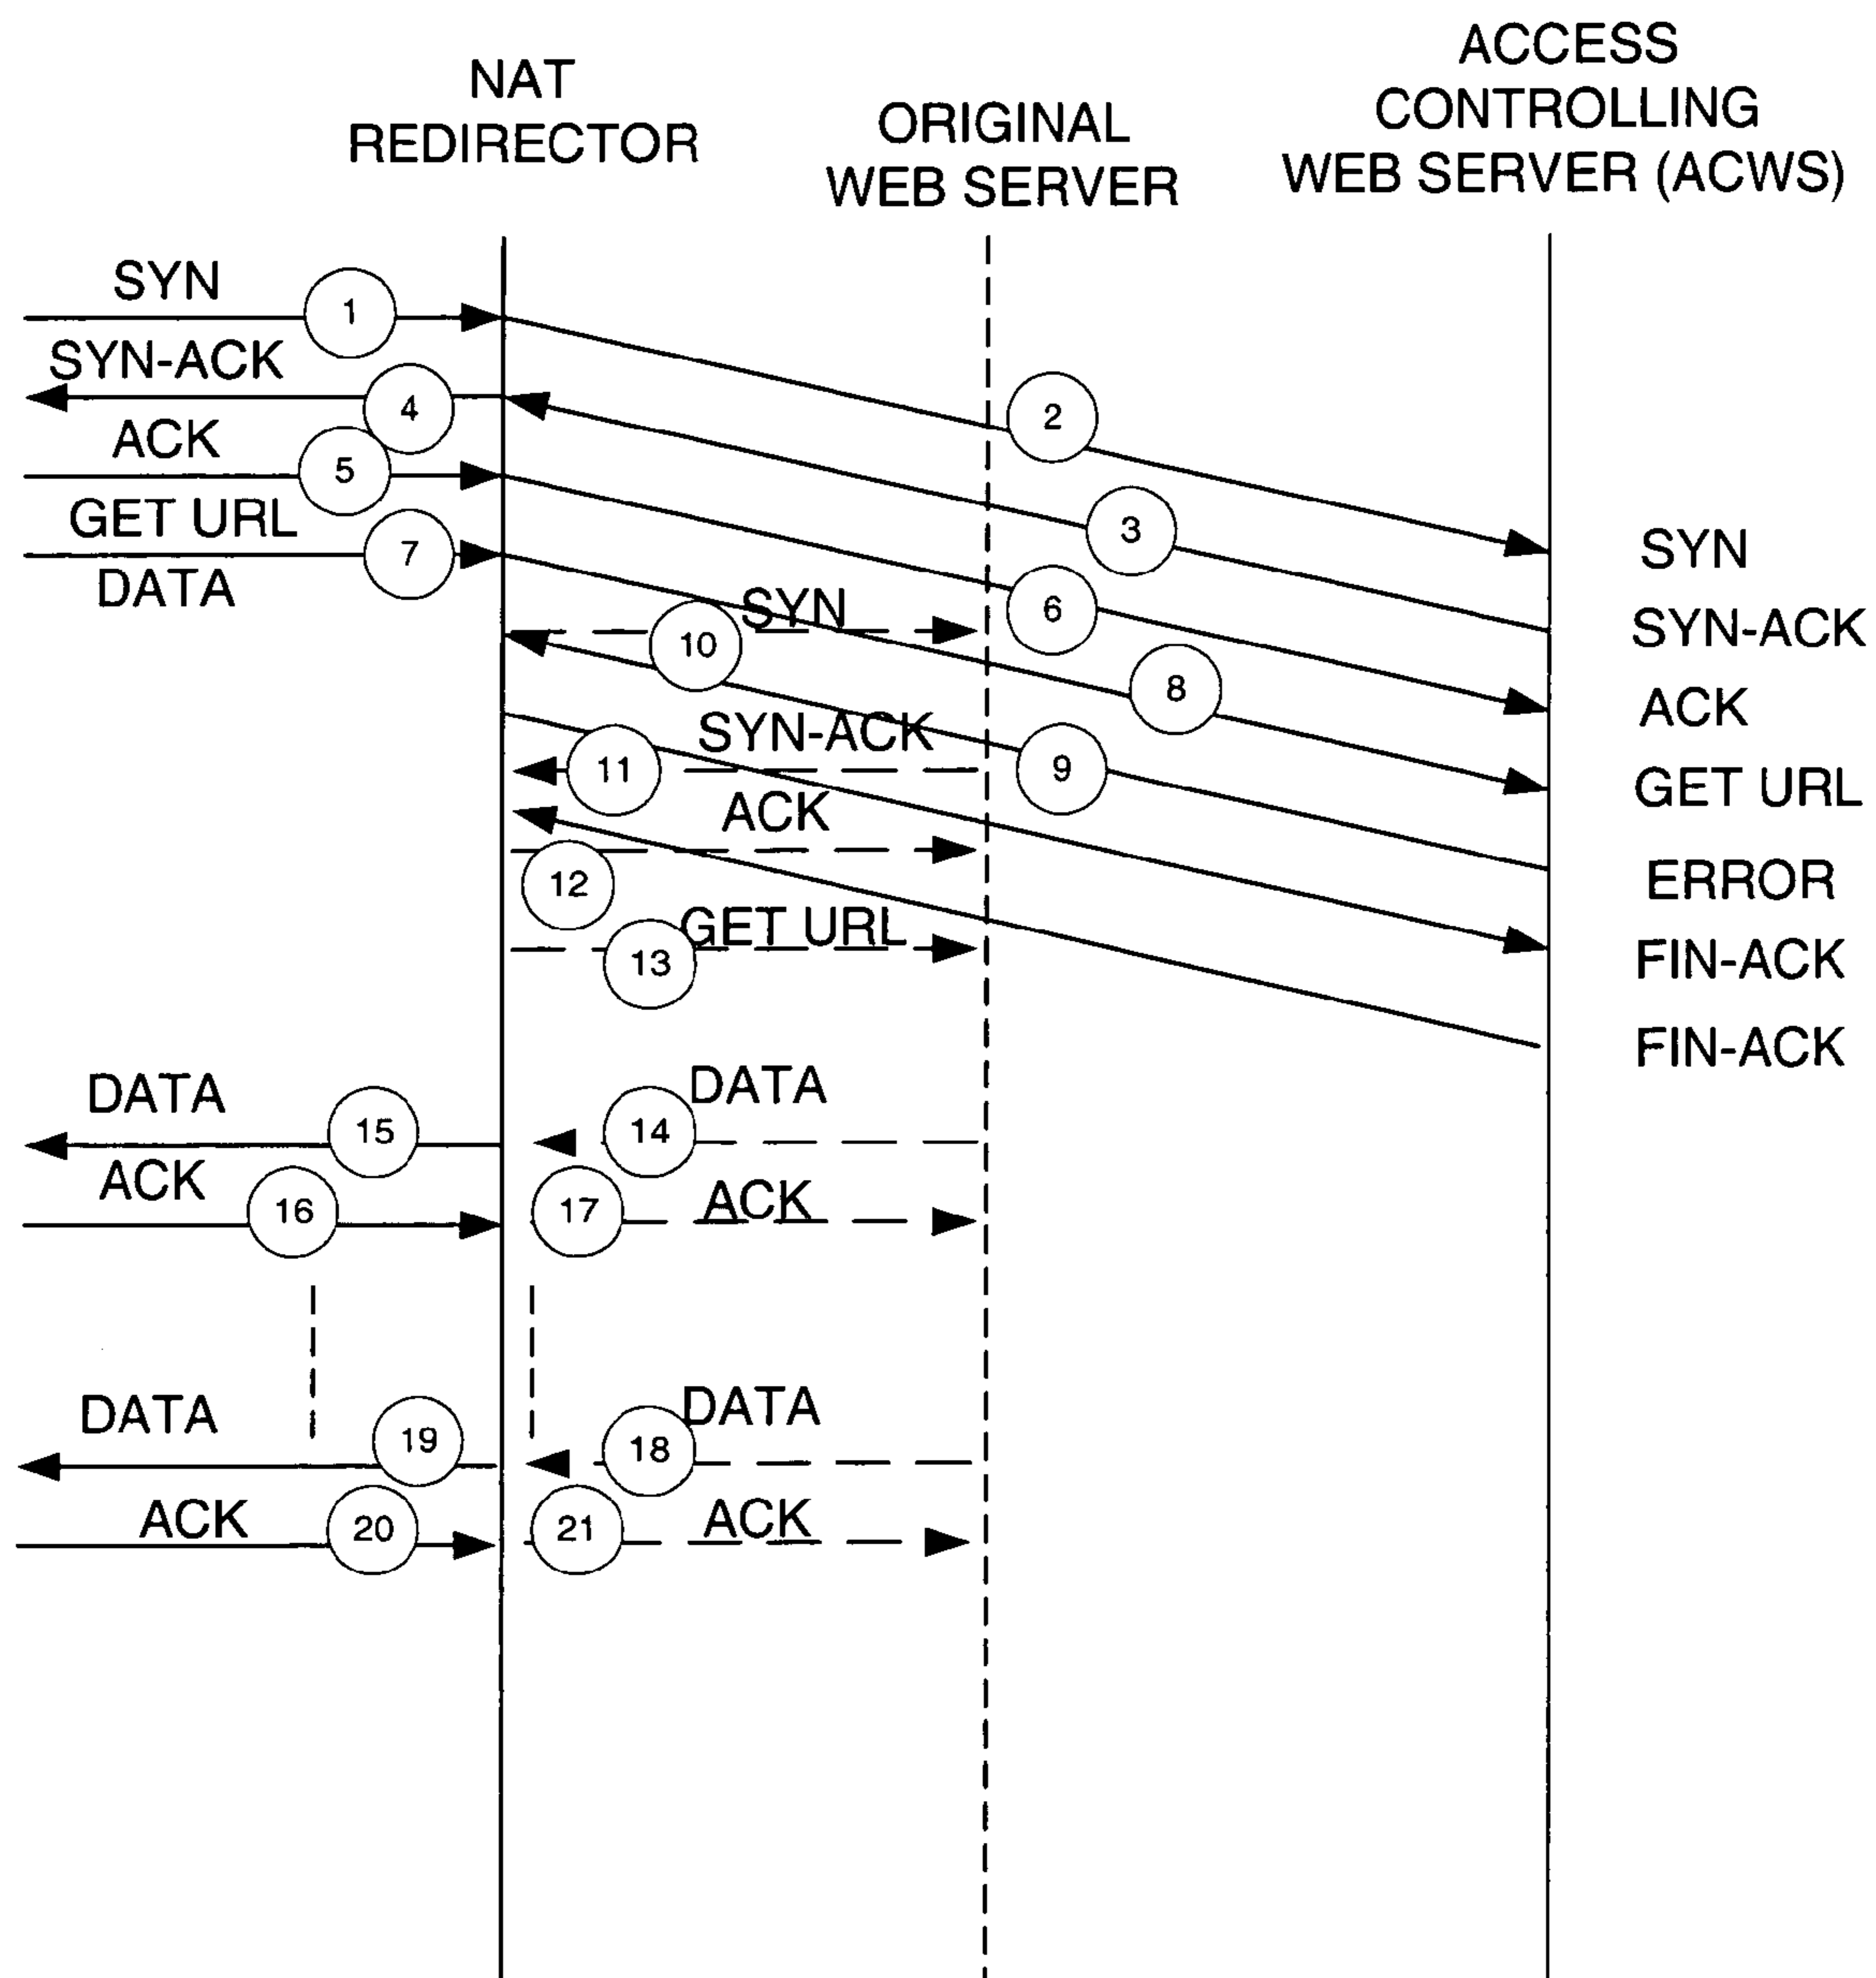 NAT
REDIRECTOR
ORIGINAL
WEB SERVER
ACCESS
CONTROLLING
WEB SERVER (ACWS)
SYN
1
SYN-ACK
4
2
ACK
5
3
SYN
GET URL
7
DATA
SYN
10
6
SYN-ACK
8
ACK
SYN-ACK
11
9
GET URL
ACK
12
ERROR
GET URL
13
FIN-ACK
FIN-ACK
DATA
15
14
DATA
ACK
16
17
ACK
DATA
19
18
DATA
ACK
20
21
ACK